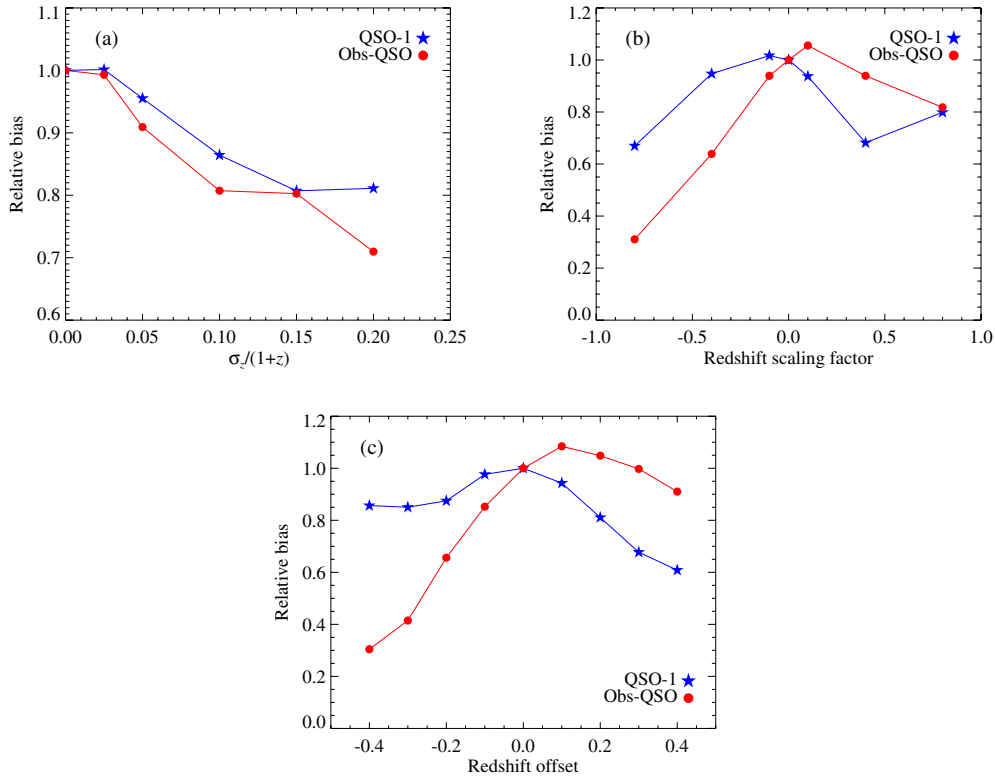 (a)
QSO-1
Obs-QSO
1.1
1.0
0.9
0.8
0.7
0.6
Relative bias
0.00 0.05 0.10 0.15 0.20 0.25
σz/(1+z)
(b)
QSO-1
Obs-QSO
1.2
1.0
0.8
0.6
0.4
0.2
0.0
Relative bias
-1.0 -0.5 0.0 0.5 1.0
Redshift scaling factor
(c)
1.2
1.0
0.8
0.6
0.4
0.2
0.0
Relative bias
QSO-1
Obs-QSO
-0.4 -0.2 0.0 0.2 0.4
Redshift offset